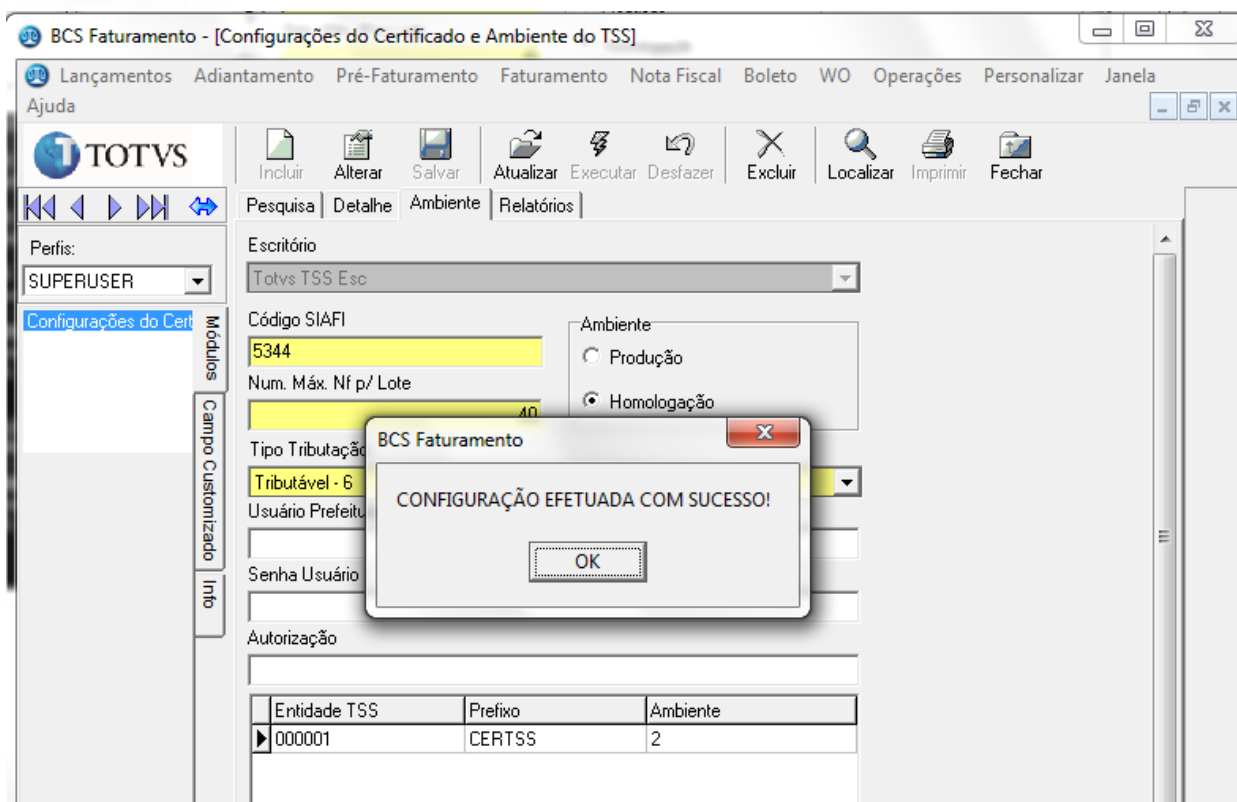 BCS Faturamento - [Configurações do Certificado e Ambiente do TSS]
Lançamentos Adiantamento Pré-Faturamento Faturamento Nota Fiscal Boleto WO Operações Personalizar Janela
Ajuda
TOTVS
Incluir Alterar Salvar Atualizar Executar Desfazer Excluir Localizar Imprimir Fechar
Pesquisa Detalhe Ambiente Relatórios
Perfis:
SUPERUSER
Configurações do Cert
Módulos
Campo Customizado
Info
Escritório
Totvs TSS Esc
Código SIAFI
5344
Ambiente
Produção
Homologação
Num. Máx. Nf p/ Lote
40
Tipo Tributação
Tributável - 6
Usuário Prefeitu
Senha Usuário
Autorização
BCS Faturamento
CONFIGURAÇÃO EFETUADA COM SUCESSO!
OK
Entidade TSS Prefixo Ambiente
000001 CERTSS 2